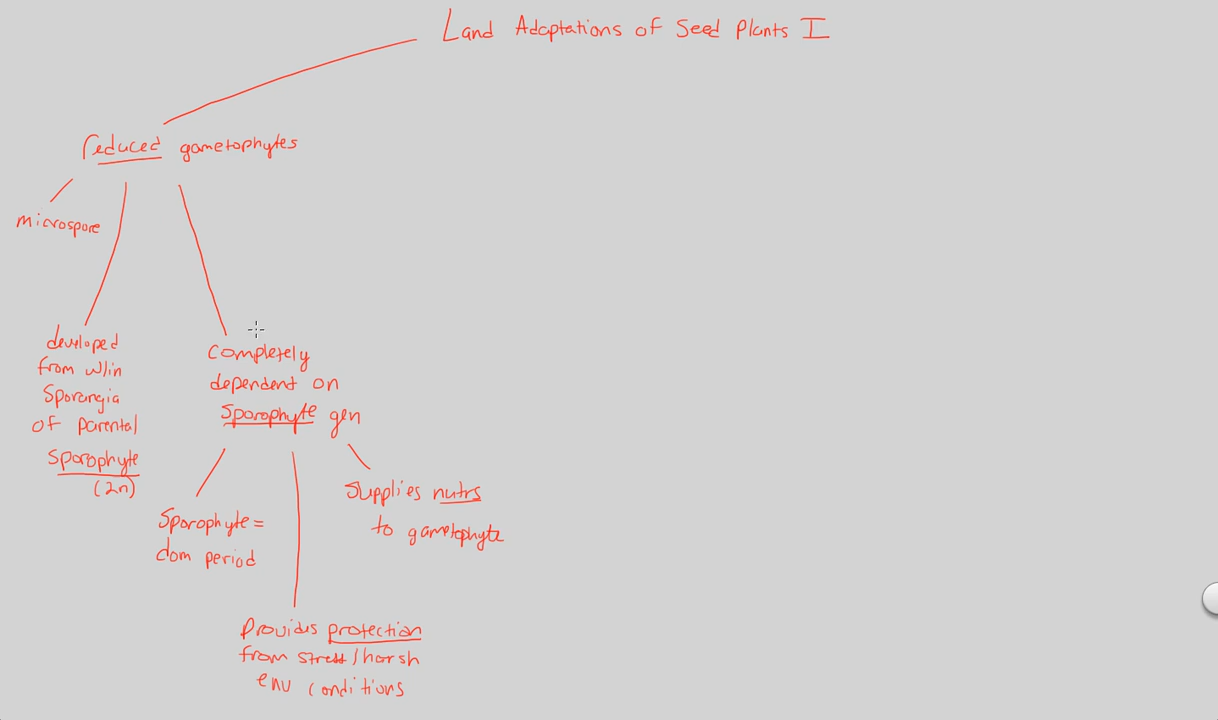 Land Adaptations of Seed Plants I
reduced gametophytes
microspore
developed
from w/in
Sporangia
of parental
Sporophyte
(2n)
Completely
dependent on
Sporophyte gen
Sporophyte =
dom period
Supplies nutrs
to gametophyte
Provides protection
from stress/harsh
env conditions